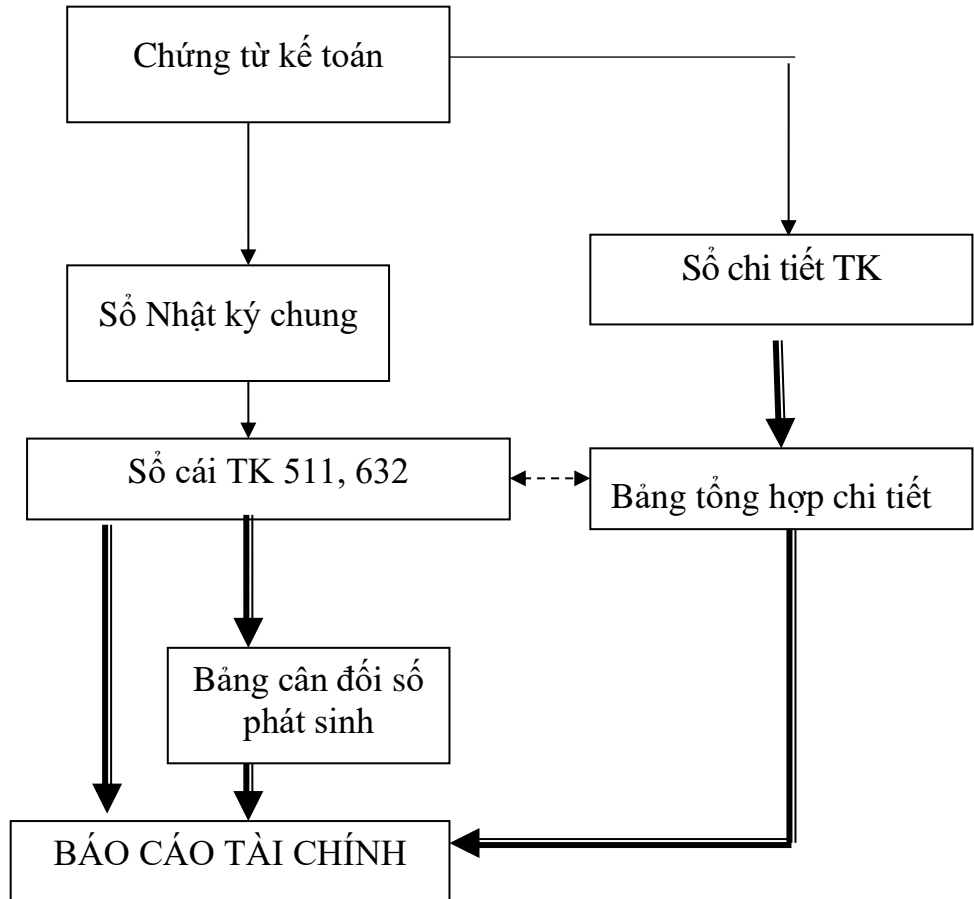 Chứng từ kế toán
Sổ chi tiết TK
Sổ Nhật ký chung
Sổ cái TK 511, 632
Bảng tổng hợp chi tiết
Bảng cân đối số
phát sinh
BÁO CÁO TÀI CHÍNH